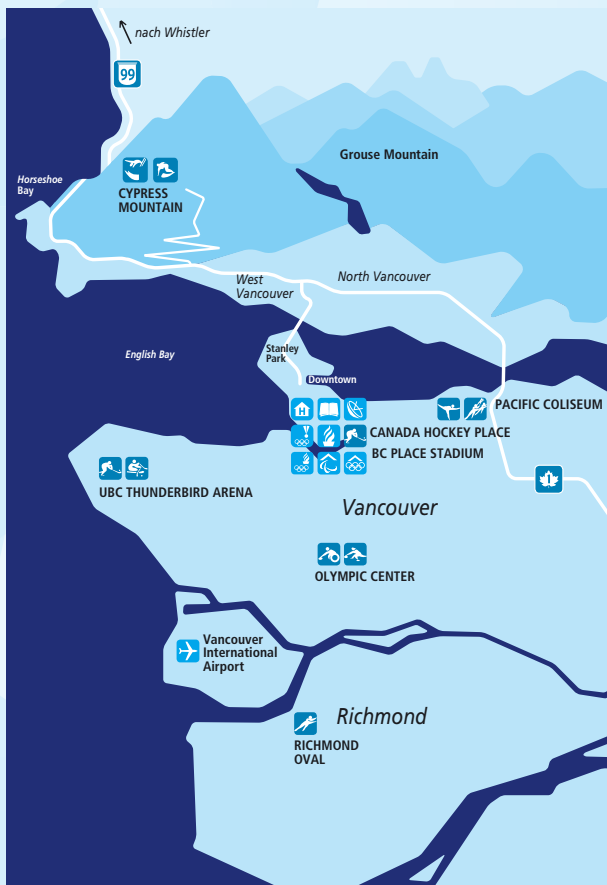 nach Whistler
99
Grouse Mountain
Horseshoe
Bay
CYPRESS
MOUNTAIN
West
Vancouver
North Vancouver
English Bay
Stanley
Park
Downtown
H
PACIFIC COLISEUM
CANADA HOCKEY PLACE
BC PLACE STADIUM
UBC THUNDERBIRD ARENA
1
Vancouver
OLYMPIC CENTER
Vancouver
International
Airport
Richmond
RICHMOND
OVAL